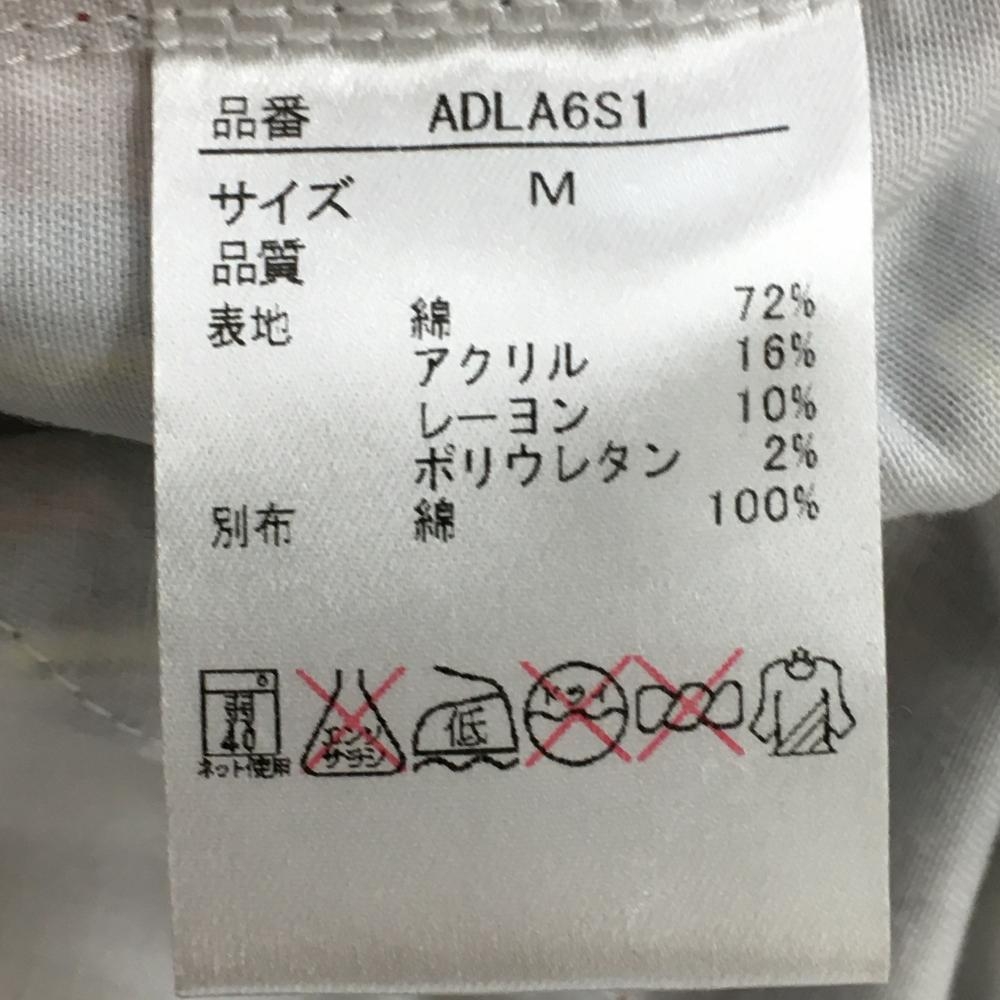 品番 ADLA6S1
サイズ M
品質
表地 綿 72%
アクリル 16%
レーヨン 10%
ポリウレタン 2%
別布 綿 100%
弱
40
ネット使用
エンソ
サラシ
低
ドライ